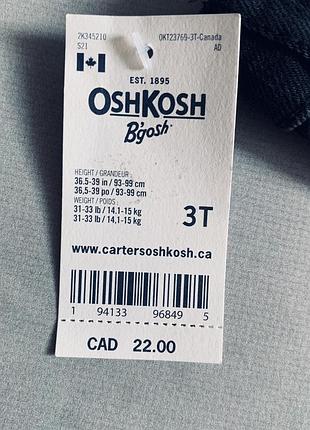 2K345210 OKT23769-3T-Canada
S21 AD
EST. 1895
OSHKOSH
B'gosh
HEIGHT / GRANDEUR :
36.5-39 in / 93-99 cm
36,5-39 po / 93-99 cm
WEIGHT / POIDS :
31-33 lb / 14,1-15 kg
31-33 lb / 14,1-15 kg
3T
www.cartersoshkosh.ca
1 94133 96849 5
CAD 22.00